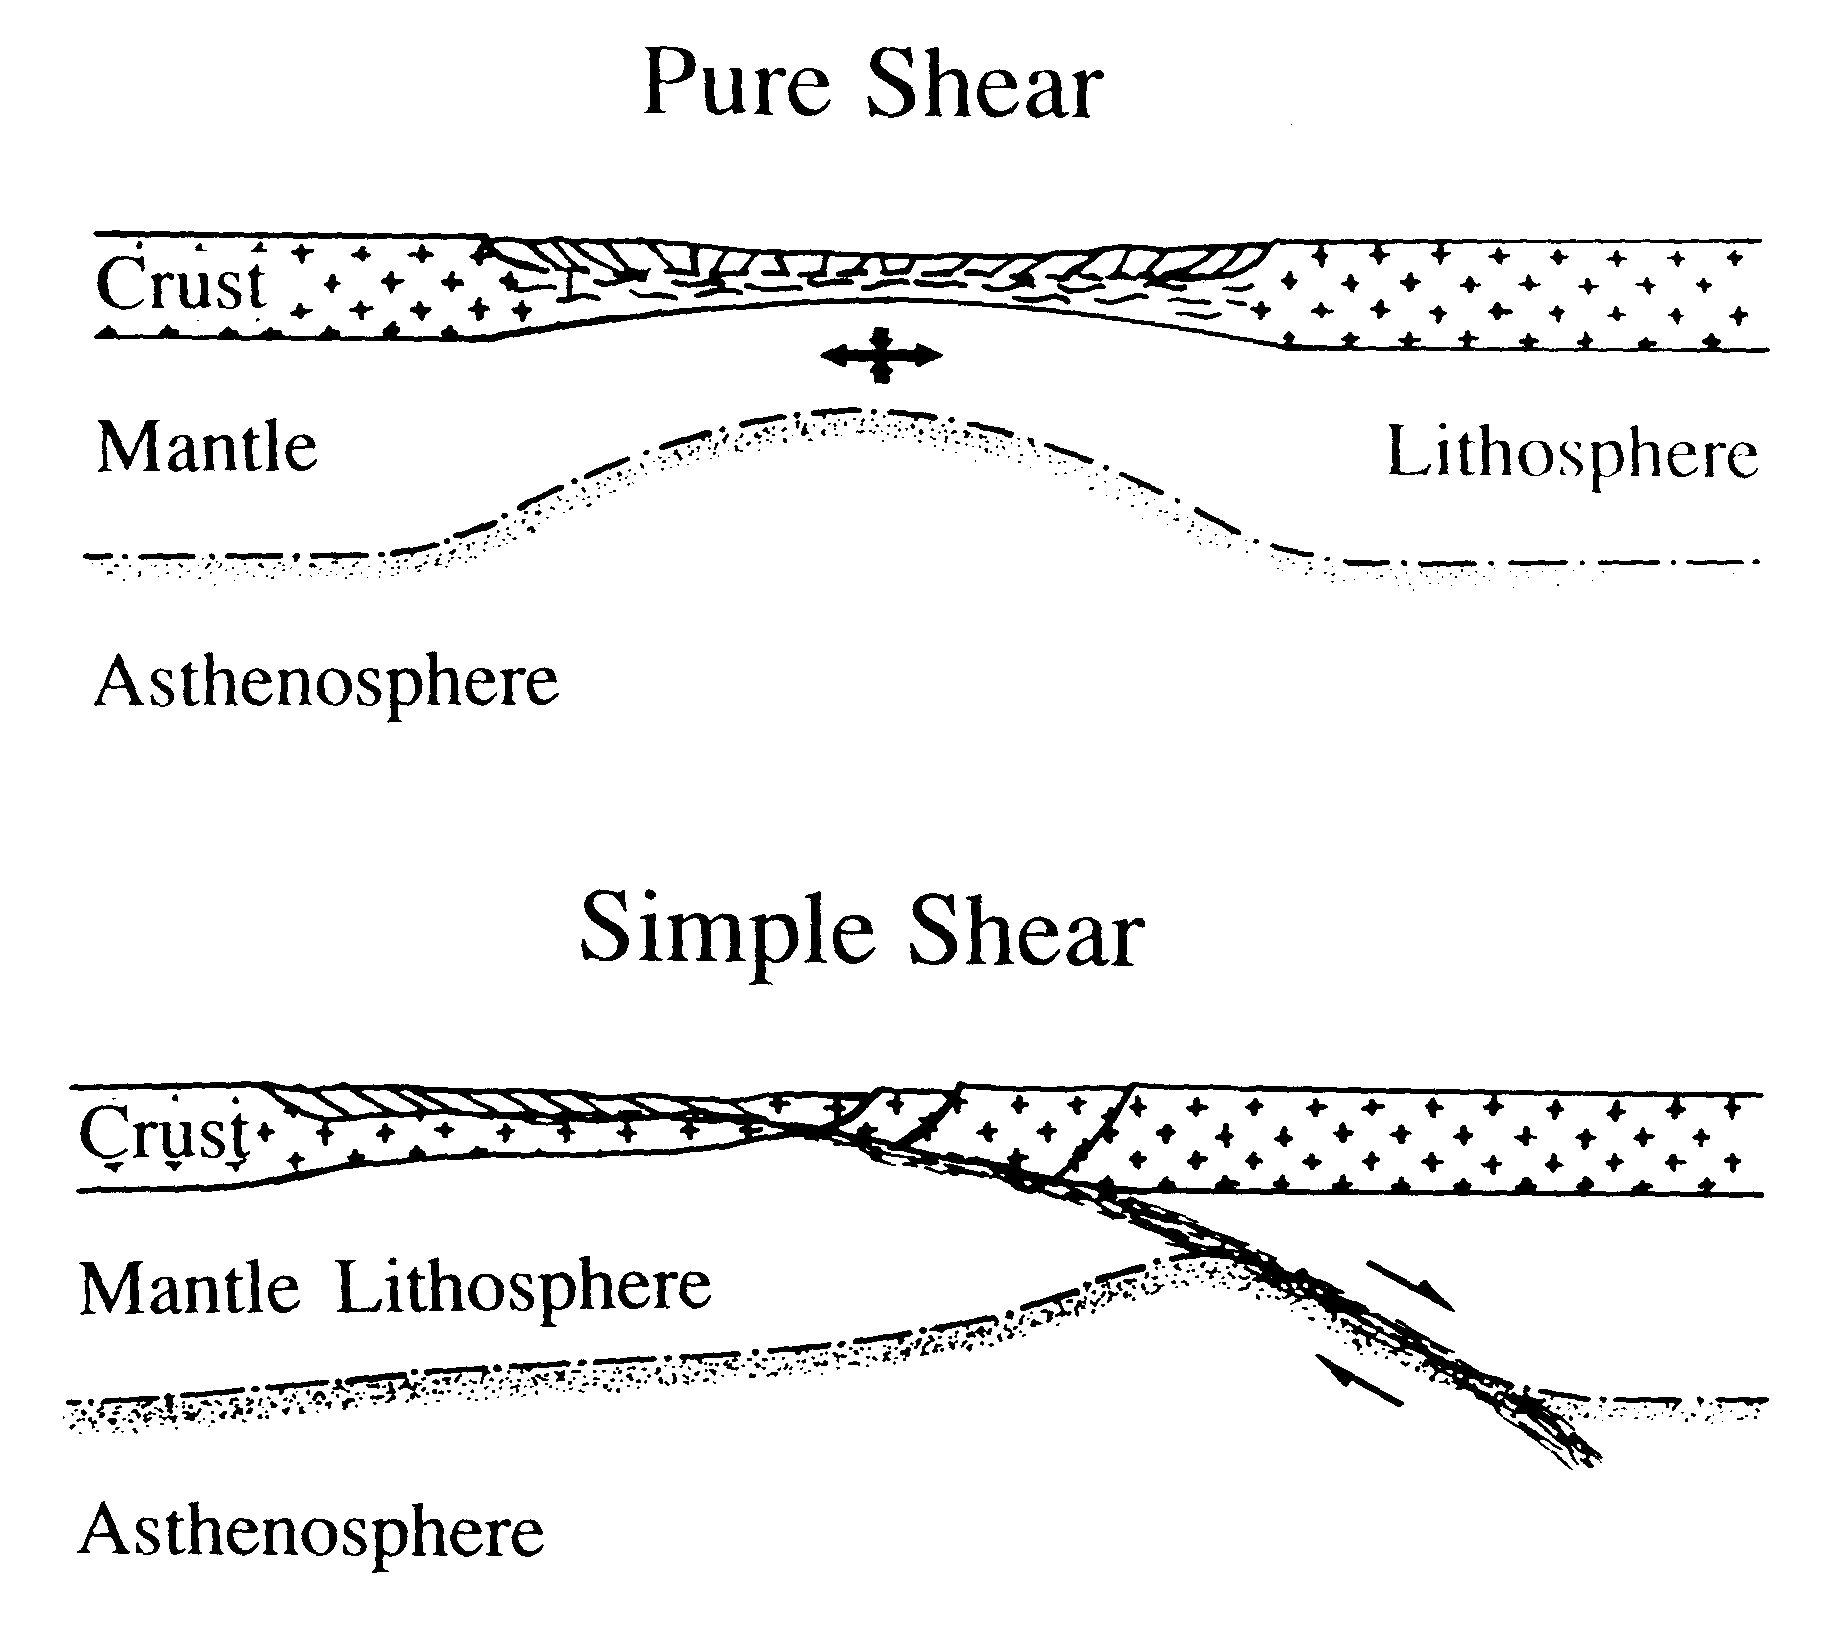 Pure Shear
Crust
Mantle Lithosphere
Asthenosphere
Simple Shear
Crust
Mantle Lithosphere
Asthenosphere